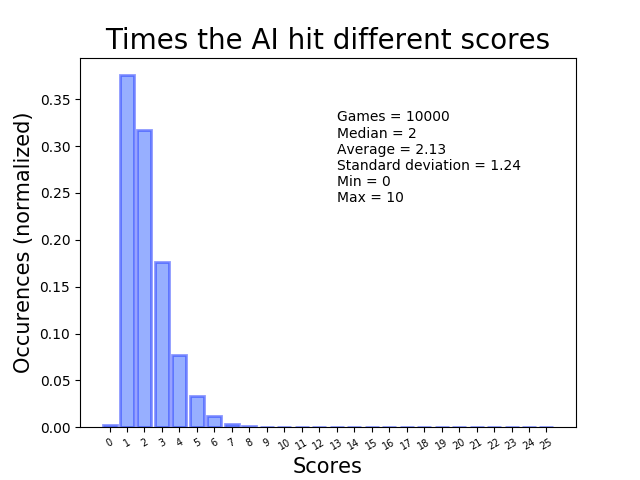 Times the AI hit different scores
Occurences (normalized)
0.35
0.30
0.25
0.20
0.15
0.10
0.05
0.00
Games = 10000
Median = 2
Average = 2.13
Standard deviation = 1.24
Min = 0
Max = 10
0 1 2 3 4 5 6 7 8 9 10 11 12 13 14 15 16 17 18 19 20 21 22 23 24 25
Scores